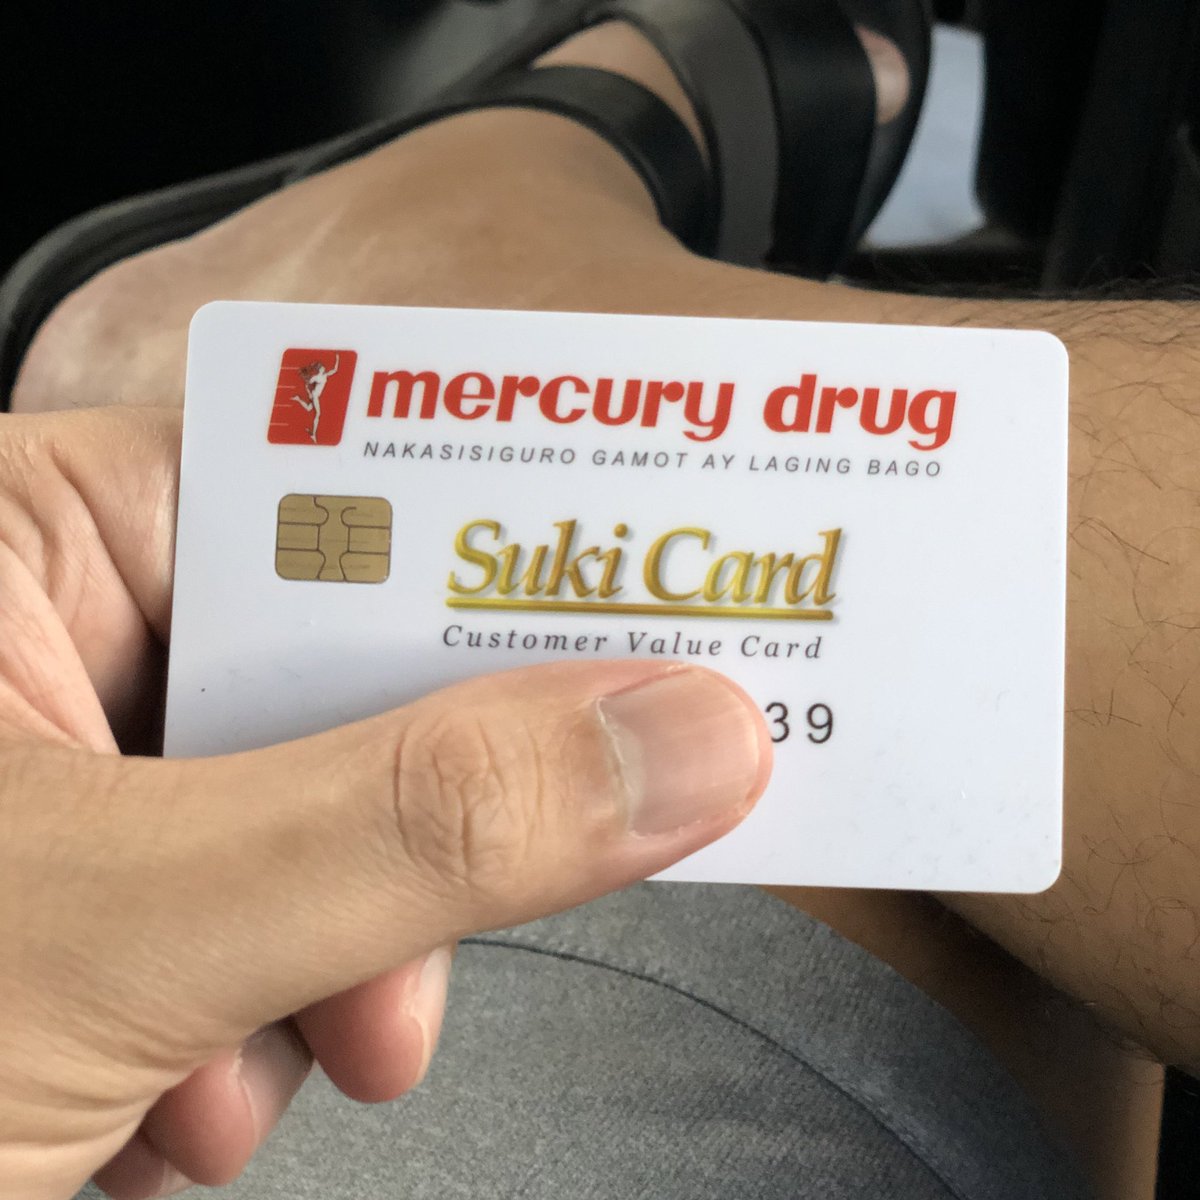 mercury drug
NAKASISIGURO GAMOT AY LAGING BAGO
Suki Card
Customer Value Card
39